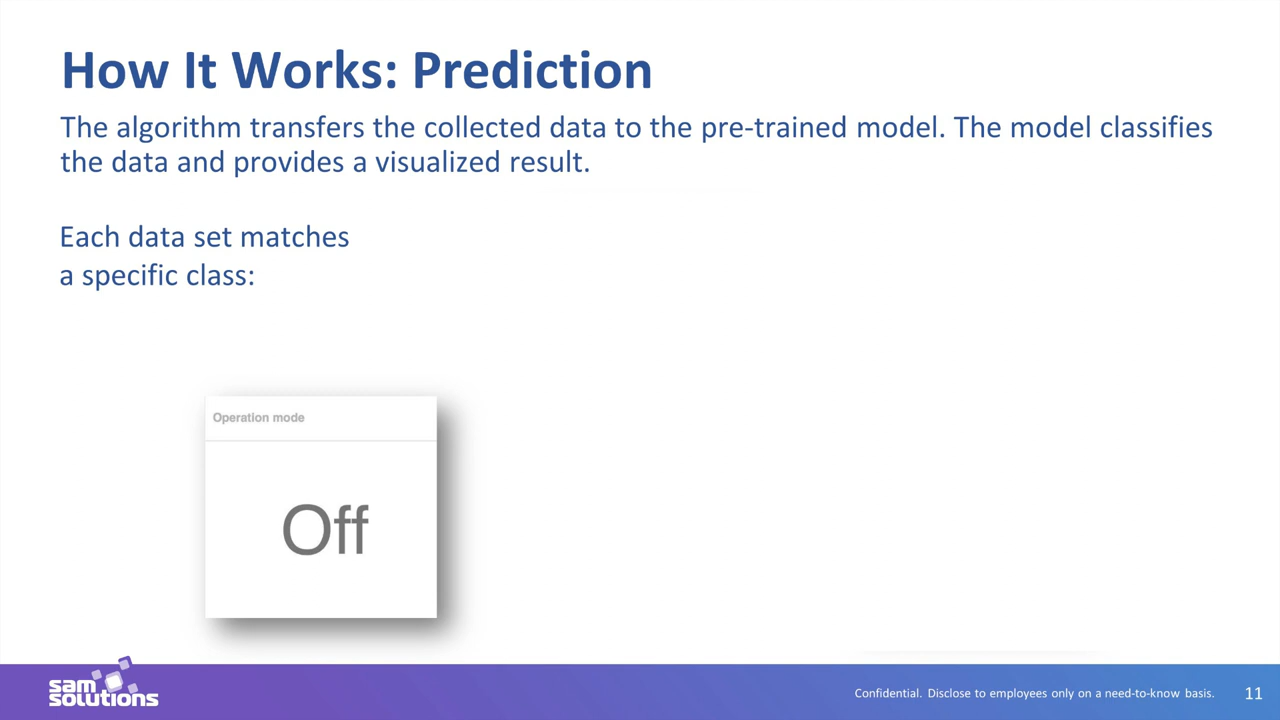 How It Works: Prediction
The algorithm transfers the collected data to the pre-trained model. The model classifies
the data and provides a visualized result.
Each data set matches
a specific class:
Operation mode
Off
sam
solutions
Confidential. Disclose to employees only on a need-to-know basis.
11